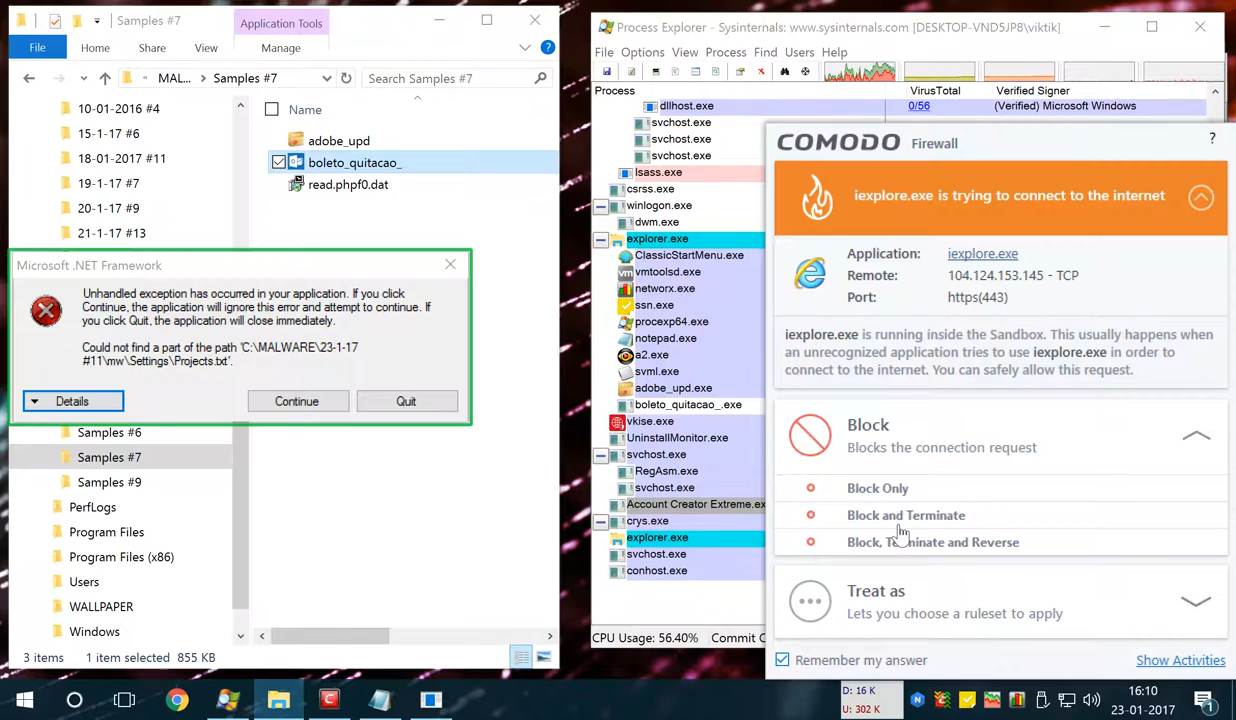 Samples #7
Application Tools
File
Home
Share
View
Manage
MAL...
Samples #7
Search Samples #7
10-01-2016 #4
15-1-17 #6
18-01-2017 #11
19-1-17 #7
20-1-17 #9
21-1-17 #13
Name
adobe_upd
boleto_quitacao_
read.phpf0.dat
Microsoft .NET Framework
Unhandled exception has occurred in your application. If you click
Continue, the application will ignore this error and attempt to continue. If
you click Quit, the application will close immediately.
Could not find a part of the path 'C:\MALWARE\23-1-17
#11\mw\Settings\Projects.txt'.
Details
Continue
Quit
Samples #6
Samples #7
Samples #9
PerfLogs
Program Files
Program Files (x86)
Users
WALLPAPER
Windows
3 items
1 item selected 855 KB
Process Explorer - Sysinternals: www.sysinternals.com [DESKTOP-VND5JP8\viktik]
File Options View Process Find Users Help
Process
VirusTotal
Verified Signer
dllhost.exe
0/56
(Verified) Microsoft Windows
svchost.exe
svchost.exe
svchost.exe
lsass.exe
csrss.exe
winlogon.exe
dwm.exe
explorer.exe
ClassicStartMenu.exe
vmtoolsd.exe
networx.exe
ssn.exe
procexp64.exe
notepad.exe
a2.exe
svml.exe
adobe_upd.exe
boleto_quitacao_.exe
vkise.exe
UninstallMonitor.exe
svchost.exe
RegAsm.exe
svchost.exe
Account Creator Extreme.ex
crys.exe
explorer.exe
svchost.exe
conhost.exe
CPU Usage: 56.40%
Commit C
COMODO Firewall
?
iexplore.exe is trying to connect to the internet
Application: iexplore.exe
Remote: 104.124.153.145 - TCP
Port: https(443)
iexplore.exe is running inside the Sandbox. This usually happens when
an unrecognized application tries to use iexplore.exe in order to
connect to the internet. You can safely allow this request.
Block
Blocks the connection request
Block Only
Block and Terminate
Block, Terminate and Reverse
Treat as
Lets you choose a ruleset to apply
Remember my answer
Show Activities
D: 16 K
U: 302 K
16:10
23-01-2017
1